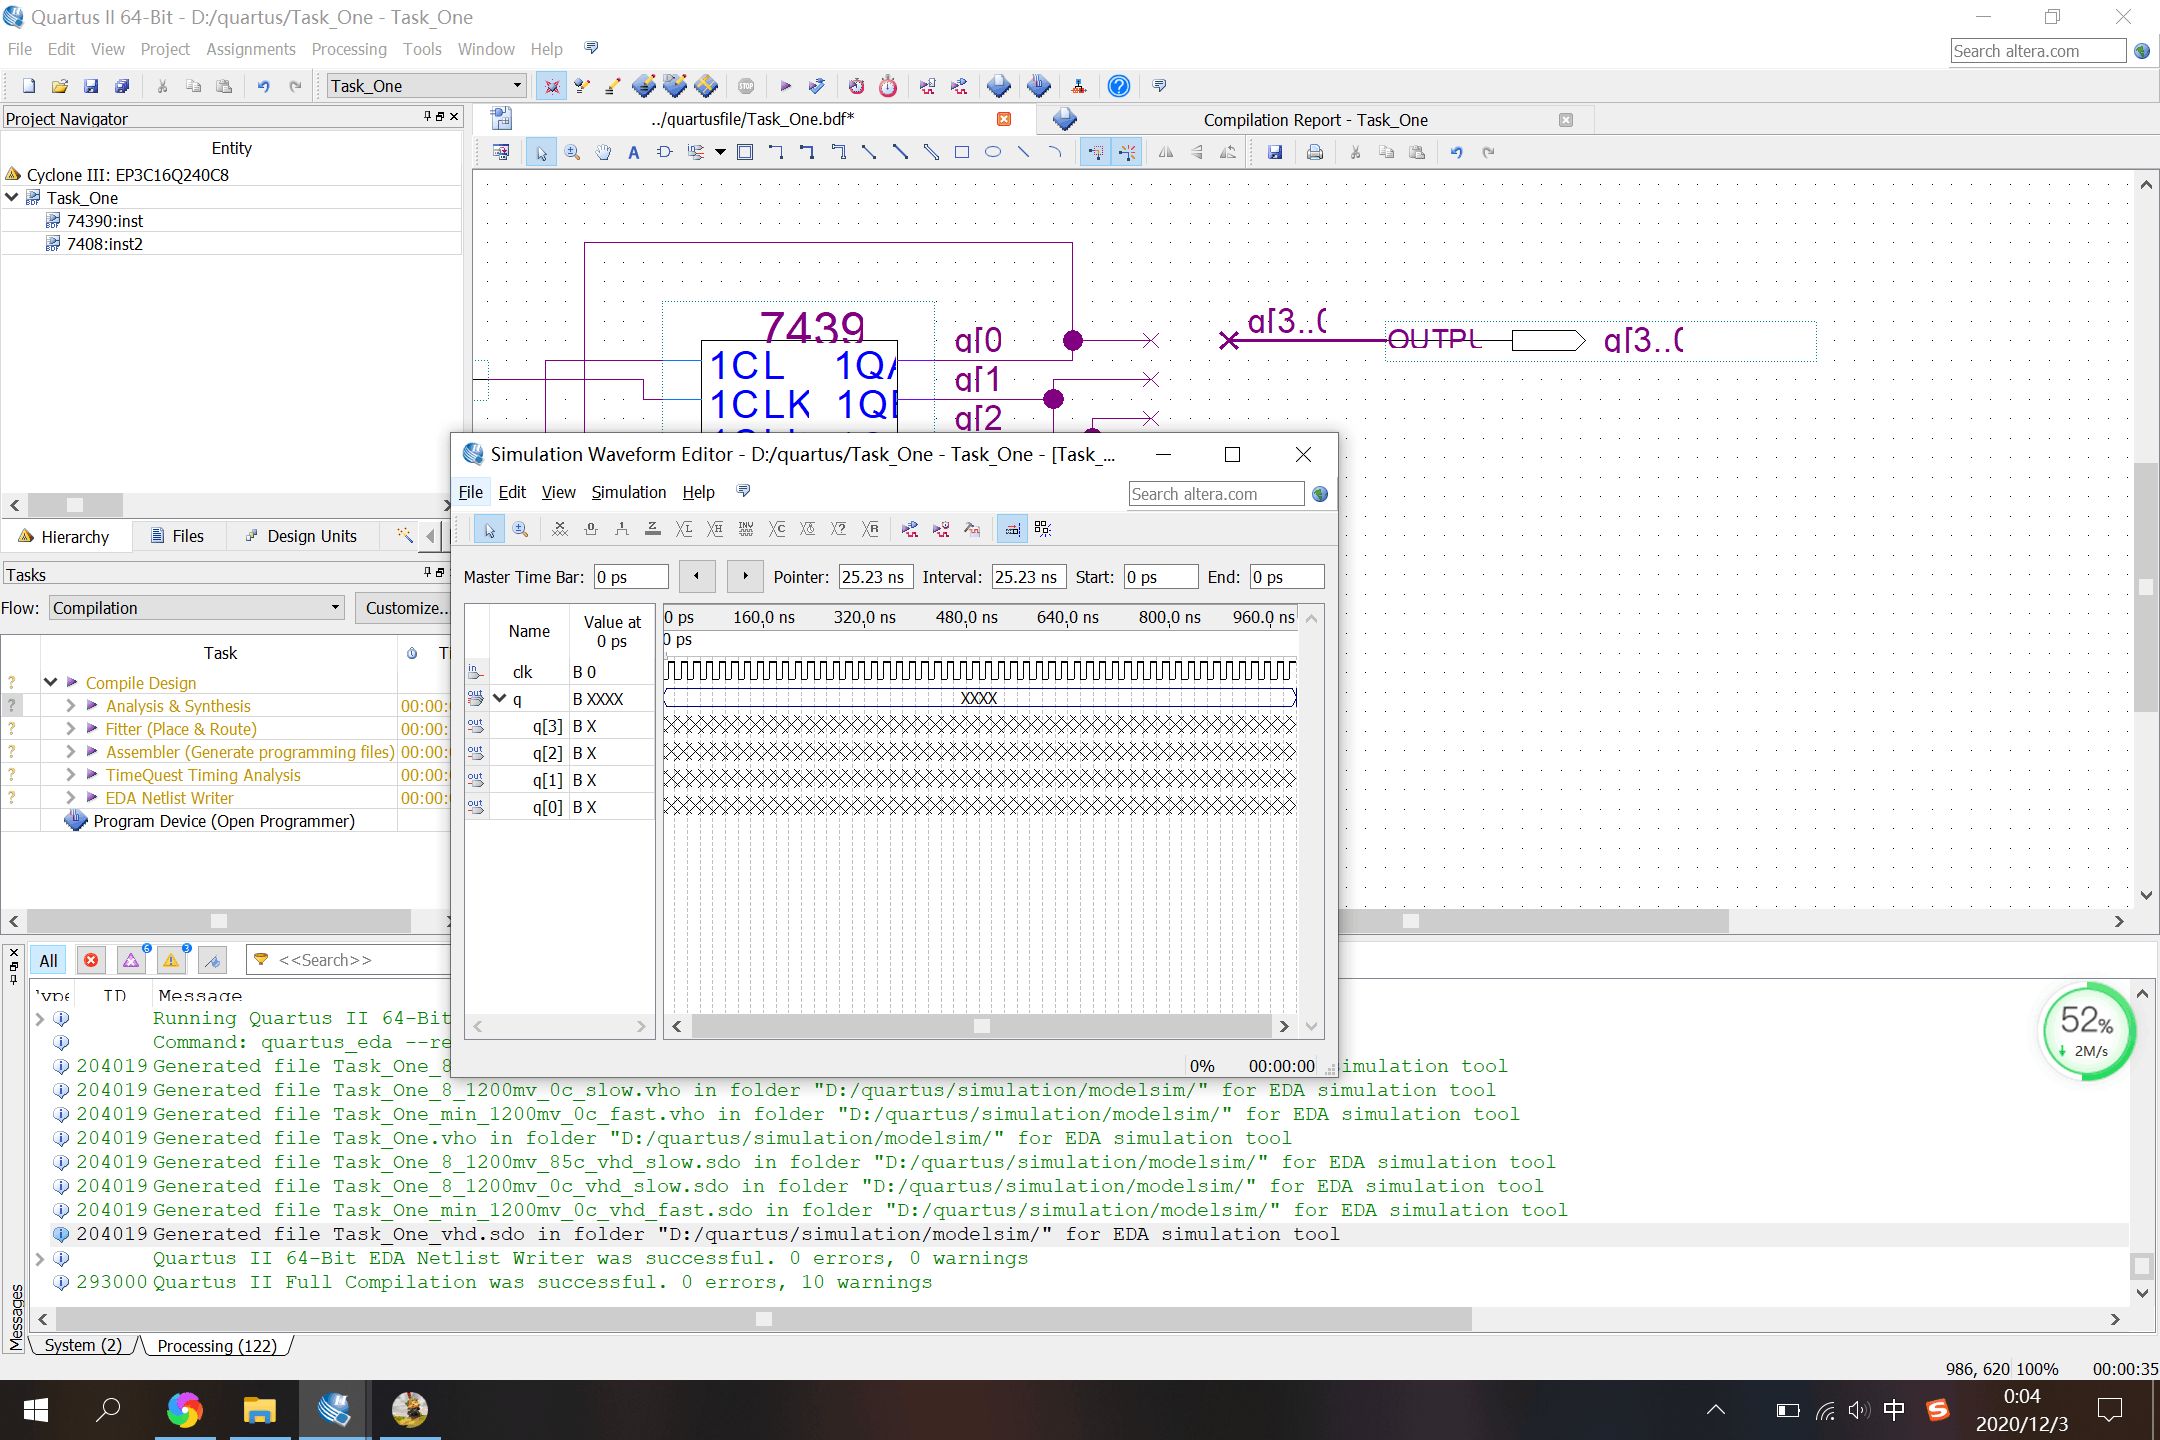 Quartus II 64-Bit - D:/quartus/Task_One - Task_One
File Edit View Project Assignments Processing Tools Window Help
Search altera.com
Task_One
Project Navigator
../quartusfile/Task_One.bdf*
Compilation Report - Task_One
Entity
Cyclone III: EP3C16Q240C8
Task_One
74390:inst
7408:inst2
7439
1CL 1QA
1CLK
q[0
q[1
q[2
q[3..0
OUTPU
q[3..0
Hierarchy Files Design Units
Tasks
Flow: Compilation Customize...
Task
Compile Design
Analysis & Synthesis 00:00:
Fitter (Place & Route) 00:00:
Assembler (Generate programming files) 00:00:
TimeQuest Timing Analysis 00:00:
EDA Netlist Writer 00:00:
Program Device (Open Programmer)
Simulation Waveform Editor - D:/quartus/Task_One - Task_One - [Task_...
File Edit View Simulation Help
Search altera.com
Master Time Bar: 0 ps Pointer: 25.23 ns Interval: 25.23 ns Start: 0 ps End: 0 ps
Name Value at 0 ps
0 ps 160.0 ns 320.0 ns 480.0 ns 640.0 ns 800.0 ns 960.0 ns
0 ps
in clk B 0
out q B XXXX XXXX
out q[3] B X
out q[2] B X
out q[1] B X
out q[0] B X
0% 00:00:00
All 6 3 <<Search>>
Type ID Message
Running Quartus II 64-Bit
Command: quartus_eda --re
204019 Generated file Task_One_8 simulation tool
204019 Generated file Task_One_8_1200mv_0c_slow.vho in folder "D:/quartus/simulation/modelsim/" for EDA simulation tool
204019 Generated file Task_One_min_1200mv_0c_fast.vho in folder "D:/quartus/simulation/modelsim/" for EDA simulation tool
204019 Generated file Task_One.vho in folder "D:/quartus/simulation/modelsim/" for EDA simulation tool
204019 Generated file Task_One_8_1200mv_85c_vhd_slow.sdo in folder "D:/quartus/simulation/modelsim/" for EDA simulation tool
204019 Generated file Task_One_8_1200mv_0c_vhd_slow.sdo in folder "D:/quartus/simulation/modelsim/" for EDA simulation tool
204019 Generated file Task_One_min_1200mv_0c_vhd_fast.sdo in folder "D:/quartus/simulation/modelsim/" for EDA simulation tool
204019 Generated file Task_One_vhd.sdo in folder "D:/quartus/simulation/modelsim/" for EDA simulation tool
Quartus II 64-Bit EDA Netlist Writer was successful. 0 errors, 0 warnings
293000 Quartus II Full Compilation was successful. 0 errors, 10 warnings
52%
2M/s
Messages
System (2) Processing (122)
986, 620 100% 00:00:35
中
0:04
2020/12/3